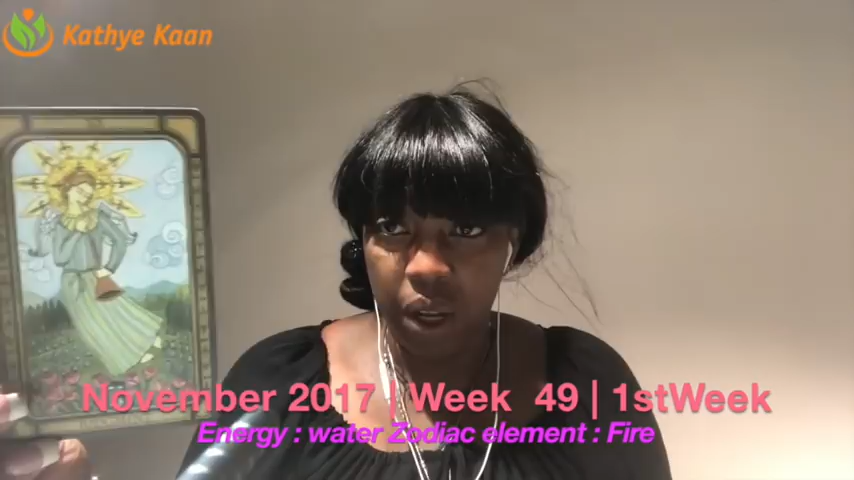 Kathye Kaan
November 2017 | Week 49 | 1stWeek
Energy : water Zodiac element : Fire